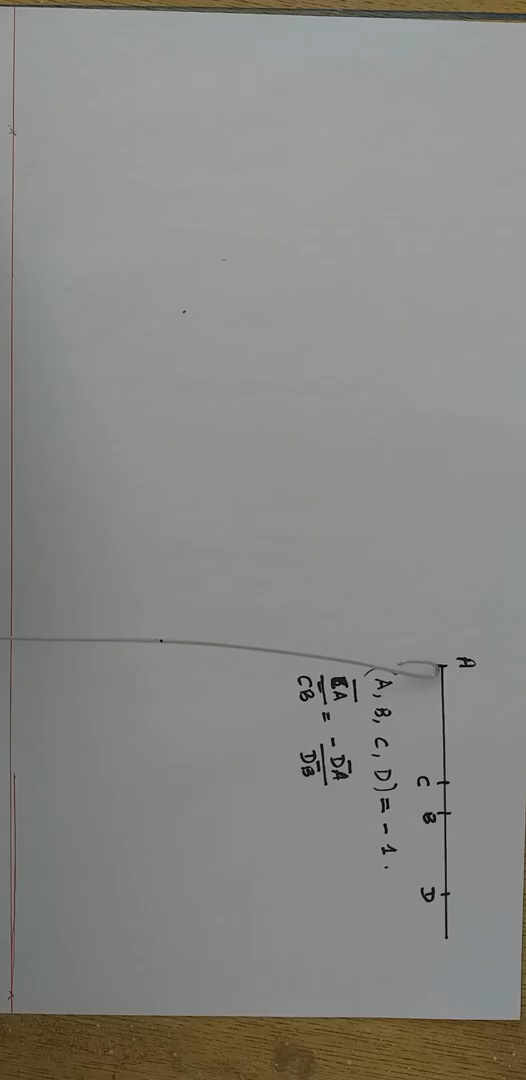 A C B D
(A, B, C, D) = - 1.
CA/CB = - DA/DB